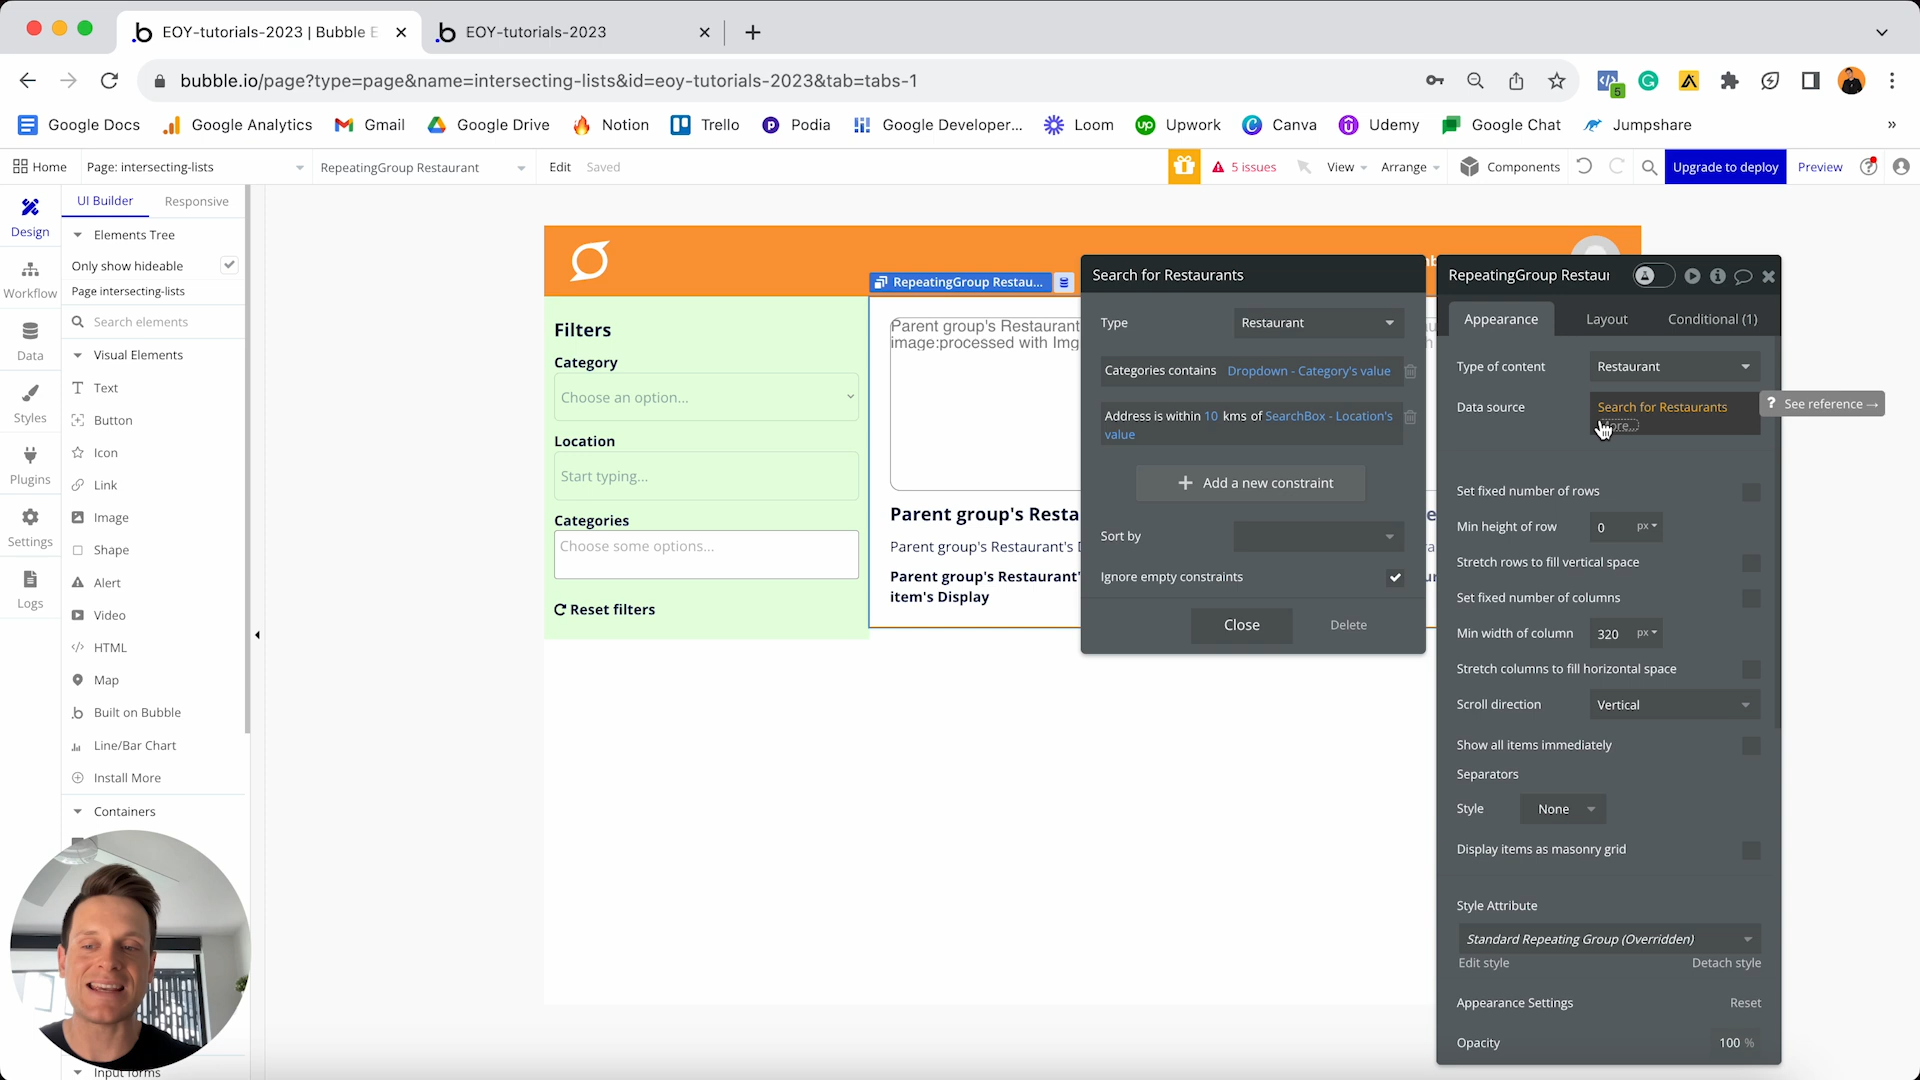 EOY-tutorials-2023 | Bubble E
EOY-tutorials-2023
bubble.io/page?type=page&name=intersecting-lists&id=eoy-tutorials-2023&tab=tabs-1
5
Google Docs
Google Analytics
Gmail
Google Drive
Notion
Trello
Podia
Google Developer...
Loom
Upwork
Canva
Udemy
Google Chat
Jumpshare
»
Home
Page: intersecting-lists
RepeatingGroup Restaurant
Edit
Saved
5 issues
View
Arrange
Components
Upgrade to deploy
Preview
Design
Workflow
Data
Styles
Plugins
Settings
Logs
UI Builder
Responsive
Elements Tree
Only show hideable
Page intersecting-lists
Search elements
Visual Elements
Text
Button
Icon
Link
Image
Shape
Alert
Video
HTML
Map
Built on Bubble
Line/Bar Chart
Install More
Containers
Input forms
Filters
Category
Choose an option...
Location
Start typing...
Categories
Choose some options...
Reset filters
RepeatingGroup Restau...
Parent group's Restaurant
image:processed with Img
Parent group's Resta
Parent group's Restaurant's
Parent group's Restaurant'
item's Display
Search for Restaurants
Type
Restaurant
Categories contains Dropdown - Category's value
Address is within 10 kms of SearchBox - Location's
value
Add a new constraint
Sort by
Ignore empty constraints
Close
Delete
RepeatingGroup Restaur
Appearance
Layout
Conditional (1)
Type of content
Restaurant
Data source
Search for Restaurants
See reference →
Set fixed number of rows
Min height of row
0
px
Stretch rows to fill vertical space
Set fixed number of columns
Min width of column
320
px
Stretch columns to fill horizontal space
Scroll direction
Vertical
Show all items immediately
Separators
Style
None
Display items as masonry grid
Style Attribute
Standard Repeating Group (Overridden)
Edit style
Detach style
Appearance Settings
Reset
Opacity
100 %